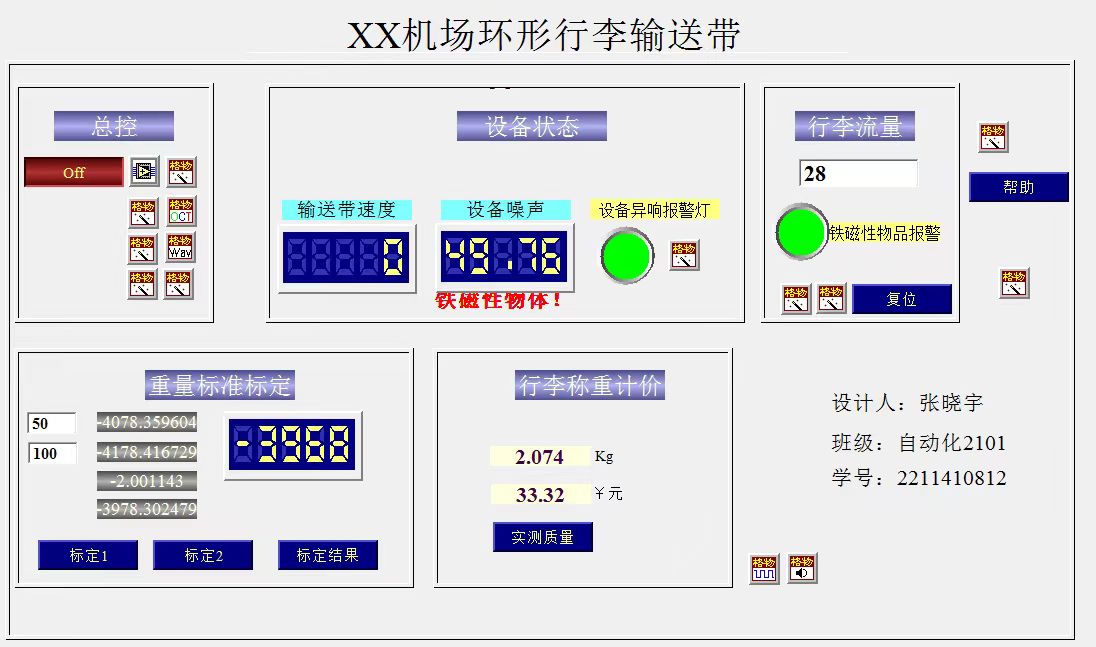 XX机场环形行李输送带
总控
Off
格物
格物
格物
OCT
格物
格物
Wav
格物
格物
设备状态
输送带速度
0
设备噪声
49.76
铁磁性物体！
设备异响报警灯
格物
行李流量
28
铁磁性物品报警
格物
格物
复位
格物
帮助
格物
重量标准标定
50
100
-4078.359604
-4178.416729
-2.001143
-3978.302479
标定1
标定2
标定结果
行李称重计价
2.074 Kg
33.32 ￥元
实测质量
设计人：张晓宇
班级：自动化2101
学号：2211410812
格物
格物